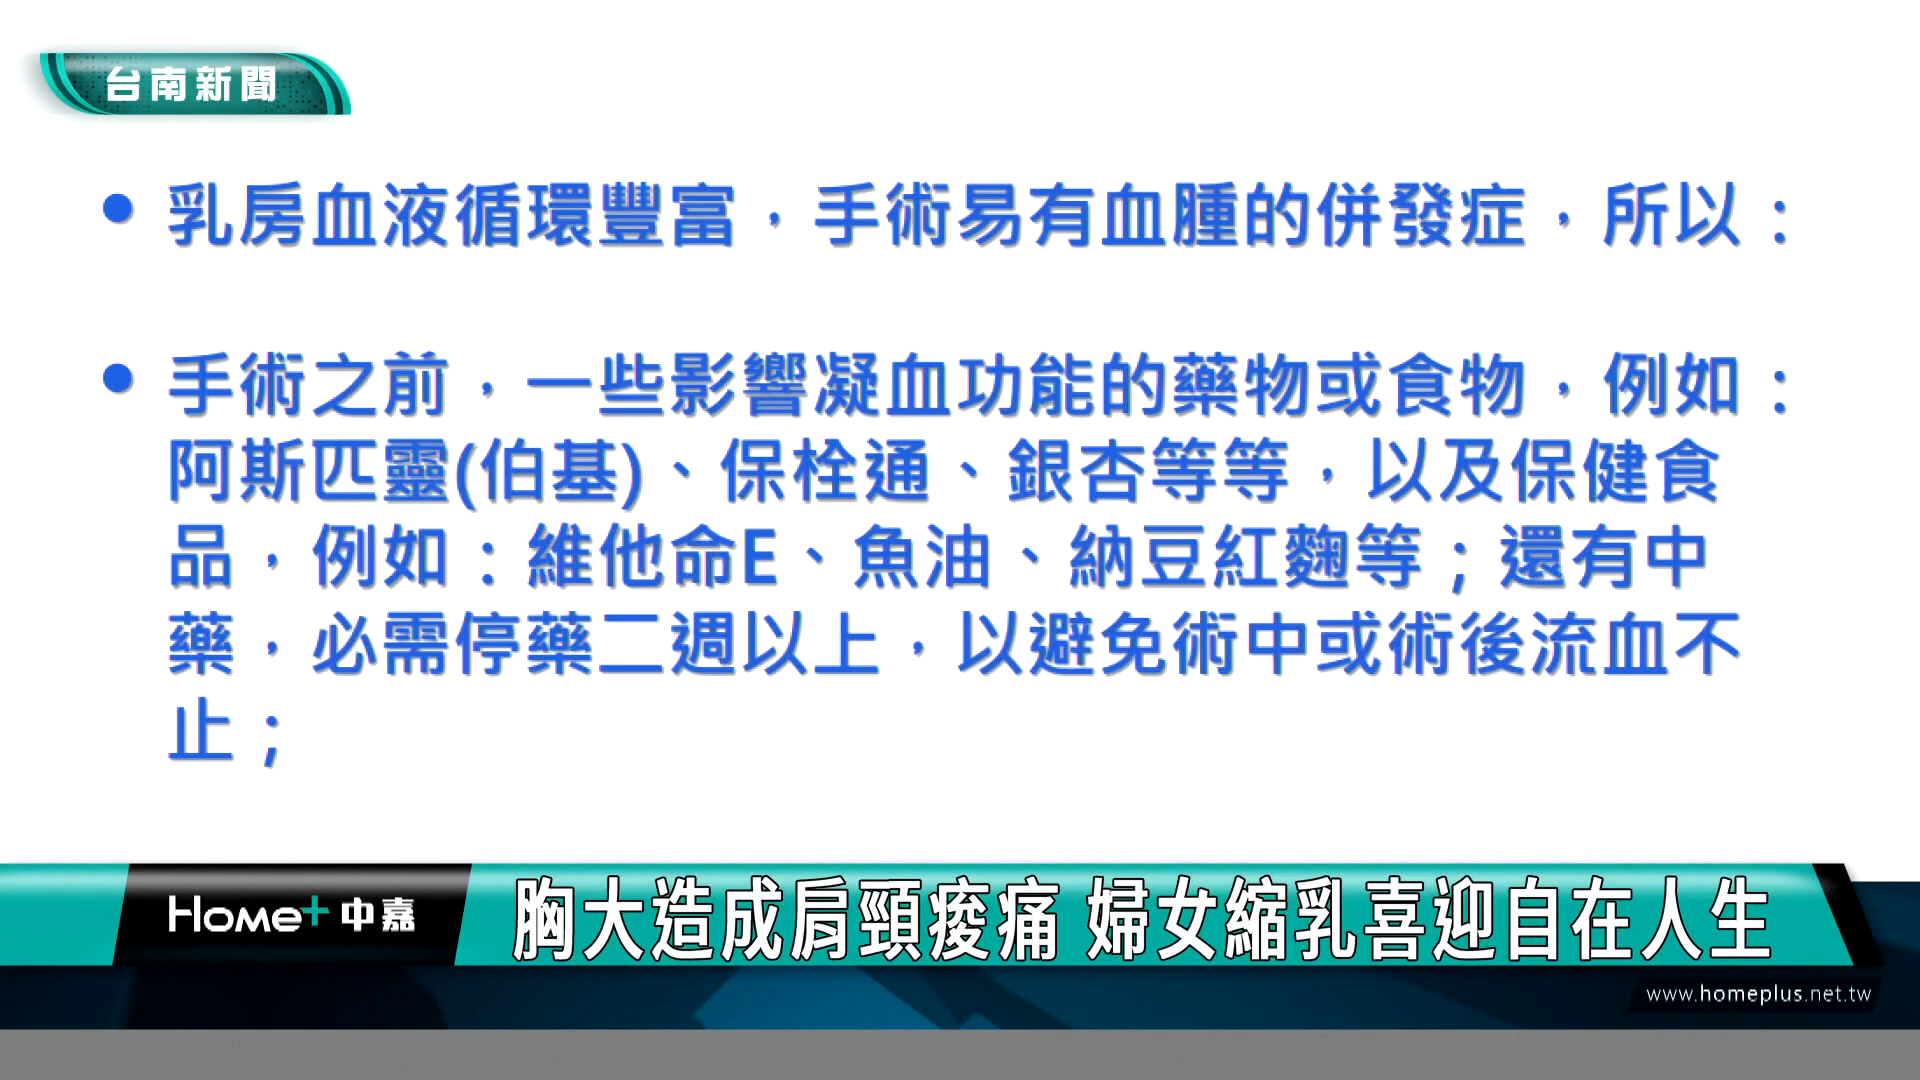 台南新聞
• 乳房血液循環豐富，手術易有血腫的併發症，所以：
• 手術之前，一些影響凝血功能的藥物或食物，例如：
阿斯匹靈(伯基)、保栓通、銀杏等等，以及保健食
品，例如：維他命E、魚油、納豆紅麴等；還有中
藥，必需停藥二週以上，以避免術中或術後流血不
止；
Home+中嘉
胸大造成肩頸痠痛 婦女縮乳喜迎自在人生
www.homeplus.net.tw